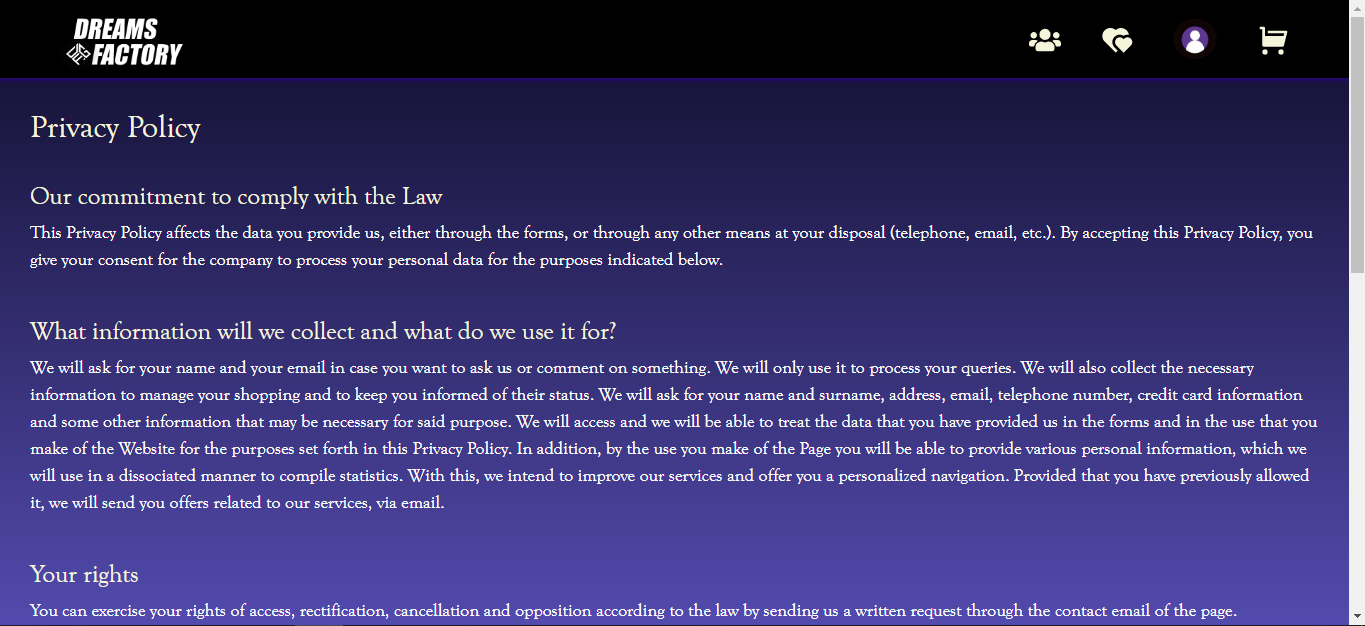 DREAMS
FACTORY
Privacy Policy
Our commitment to comply with the Law
This Privacy Policy affects the data you provide us, either through the forms, or through any other means at your disposal (telephone, email, etc.). By accepting this Privacy Policy, you
give your consent for the company to process your personal data for the purposes indicated below.
What information will we collect and what do we use it for?
We will ask for your name and your email in case you want to ask us or comment on something. We will only use it to process your queries. We will also collect the necessary
information to manage your shopping and to keep you informed of their status. We will ask for your name and surname, address, email, telephone number, credit card information
and some other information that may be necessary for said purpose. We will access and we will be able to treat the data that you have provided us in the forms and in the use that you
make of the Website for the purposes set forth in this Privacy Policy. In addition, by the use you make of the Page you will be able to provide various personal information, which we
will use in a dissociated manner to compile statistics. With this, we intend to improve our services and offer you a personalized navigation. Provided that you have previously allowed
it, we will send you offers related to our services, via email.
Your rights
You can exercise your rights of access, rectification, cancellation and opposition according to the law by sending us a written request through the contact email of the page.